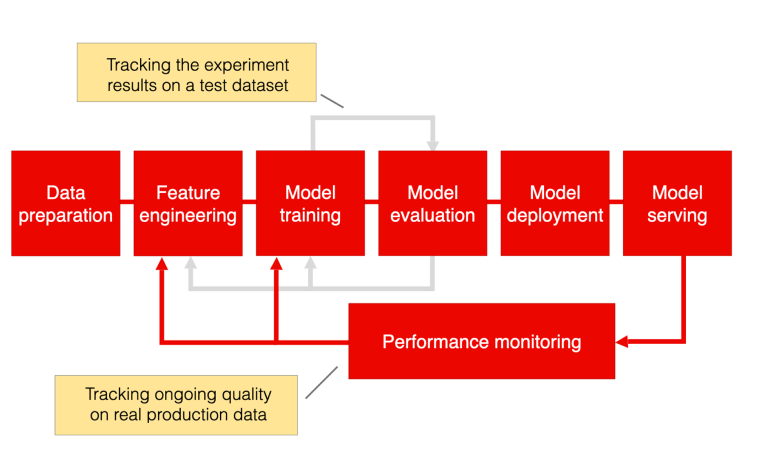 Tracking the experiment
results on a test dataset
Data
preparation
Feature
engineering
Model
training
Model
evaluation
Model
deployment
Model
serving
Performance monitoring
Tracking ongoing quality
on real production data